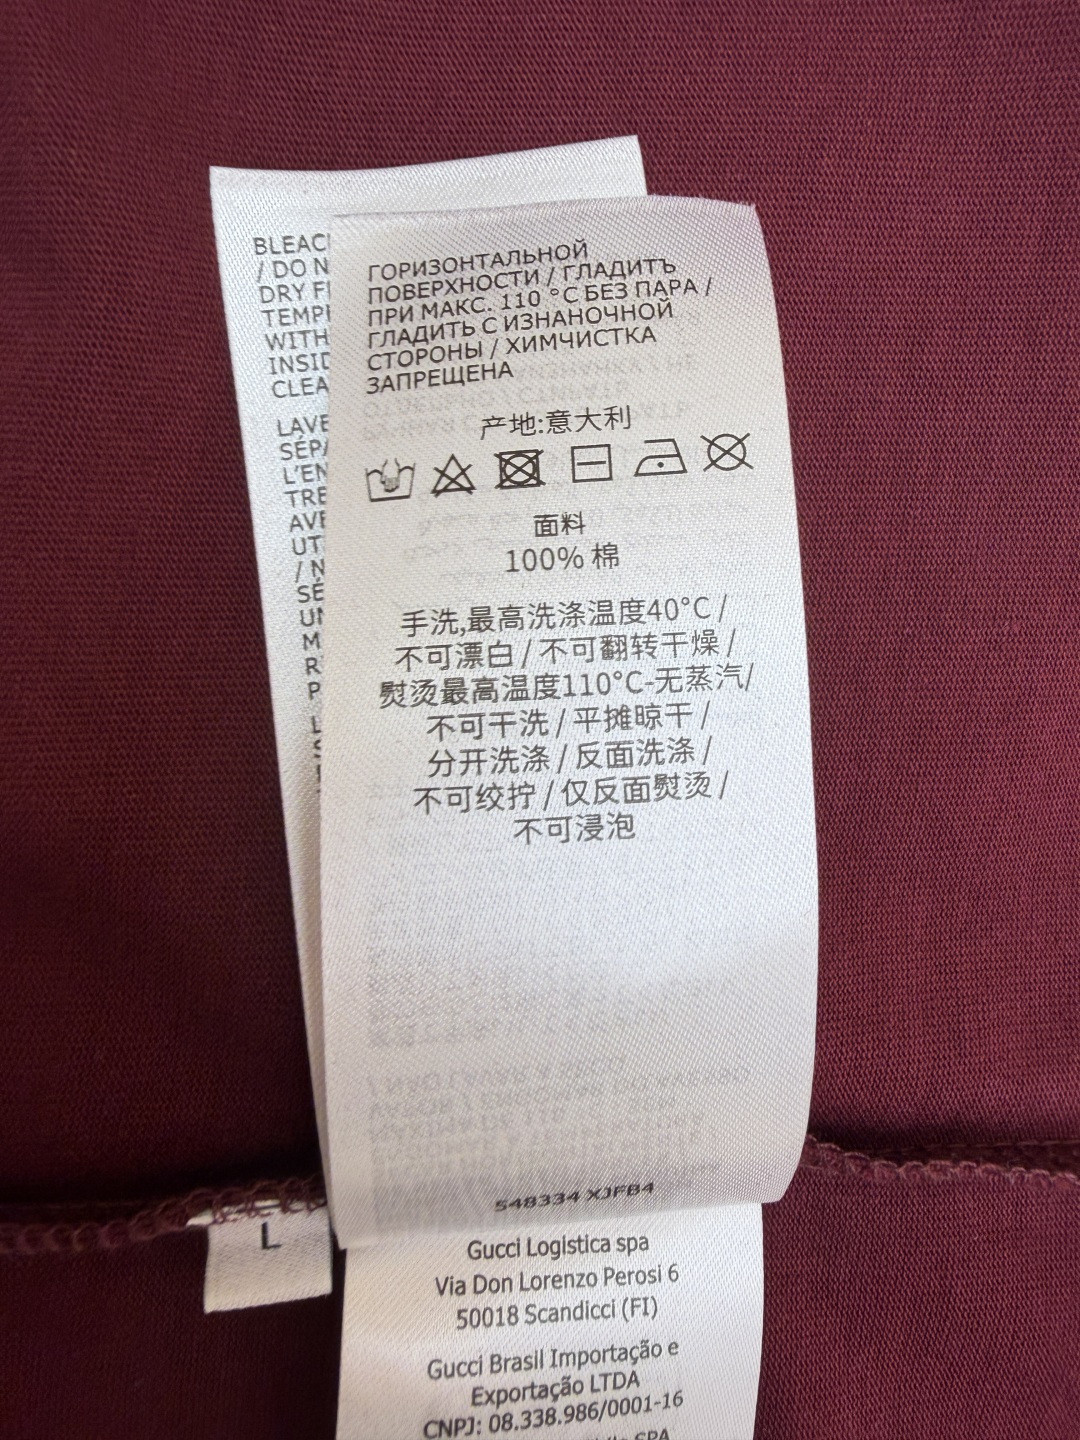 BLEAC
/ DO N
DRY F
TEMP
WITH
INSID
CLEA
LAVE
SÉPA
L'EN
TRE
AVE
UT
/ N
SÉ
UN
M
R
P
L
ГОРИЗОНТАЛЬНОЙ
ПОВЕРХНОСТИ / ГЛАДИТЪ
ПРИ МАКС. 110 °C БЕЗ ПАРА /
ГЛАДИТЬ С ИЗНАНОЧНОЙ
СТОРОНЫ / ХИМЧИСТКА
ЗАПРЕЩЕНА
产地:意大利
面料
100% 棉
手洗,最高洗涤温度40°C /
不可漂白 / 不可翻转干燥 /
熨烫最高温度110°C-无蒸汽/
不可干洗 / 平摊晾干 /
分开洗涤 / 反面洗涤 /
不可绞拧 / 仅反面熨烫 /
不可浸泡
548334 XJFB4
L
Gucci Logistica spa
Via Don Lorenzo Perosi 6
50018 Scandicci (FI)
Gucci Brasil Importação e
Exportação LTDA
CNPJ: 08.338.986/0001-16
SPA